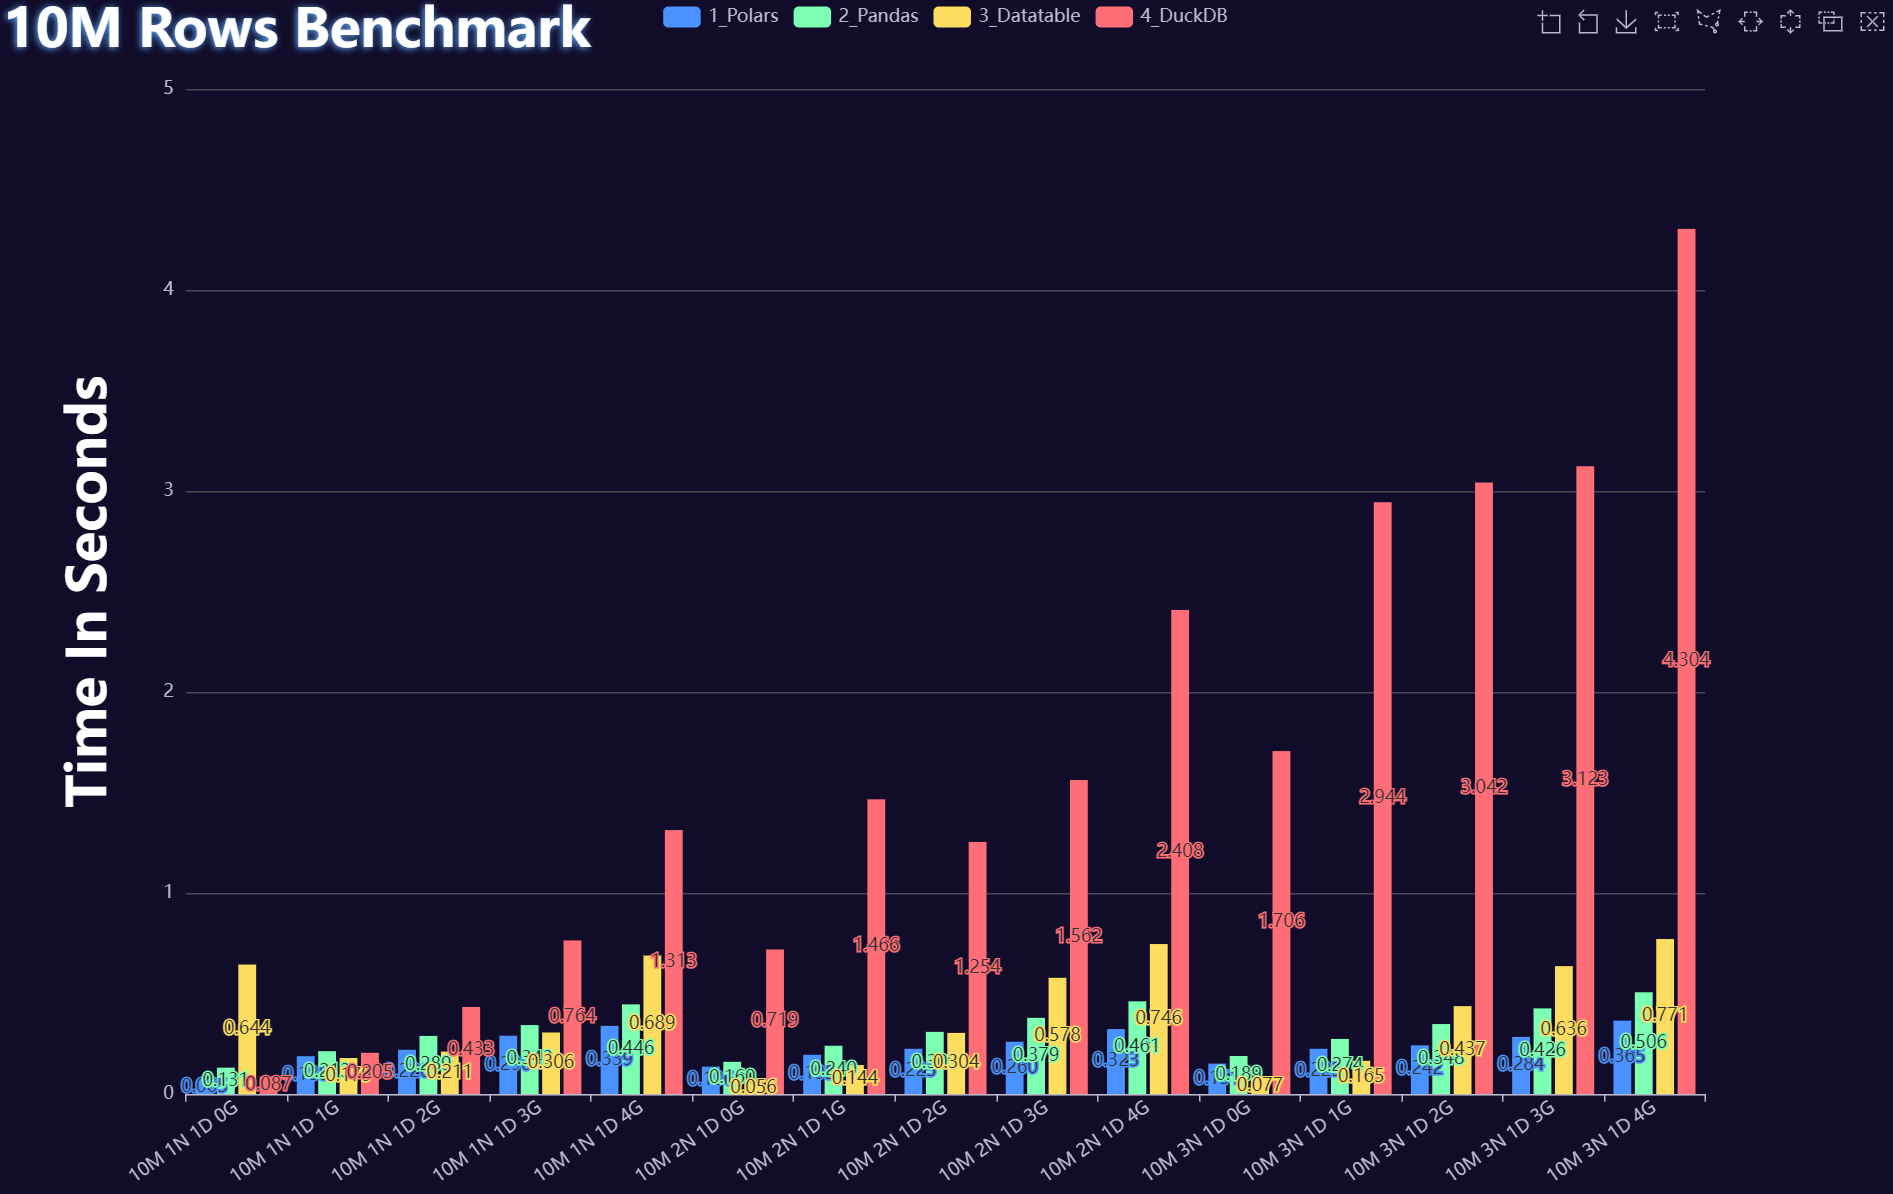 10M Rows Benchmark
1_Polars 2_Pandas 3_Datatable 4_DuckDB
Time In Seconds
5
4
3
2
1
0
0.131 0.644 0.087
0.205
0.289 0.211 0.433
0.306 0.764
0.339 0.446 0.689 1.313
0.160 0.056 0.719
0.240 0.144 1.466
0.225 0.304 1.254
0.260 0.379 0.578 1.562
0.323 0.461 0.746 2.408
0.189 0.077 1.706
0.274 0.165 2.944
0.242 0.348 0.437 3.042
0.284 0.426 0.636 3.123
0.365 0.506 0.771 4.304
10M 1N 1D 0G
10M 1N 1D 1G
10M 1N 1D 2G
10M 1N 1D 3G
10M 1N 1D 4G
10M 2N 1D 0G
10M 2N 1D 1G
10M 2N 1D 2G
10M 2N 1D 3G
10M 2N 1D 4G
10M 3N 1D 0G
10M 3N 1D 1G
10M 3N 1D 2G
10M 3N 1D 3G
10M 3N 1D 4G